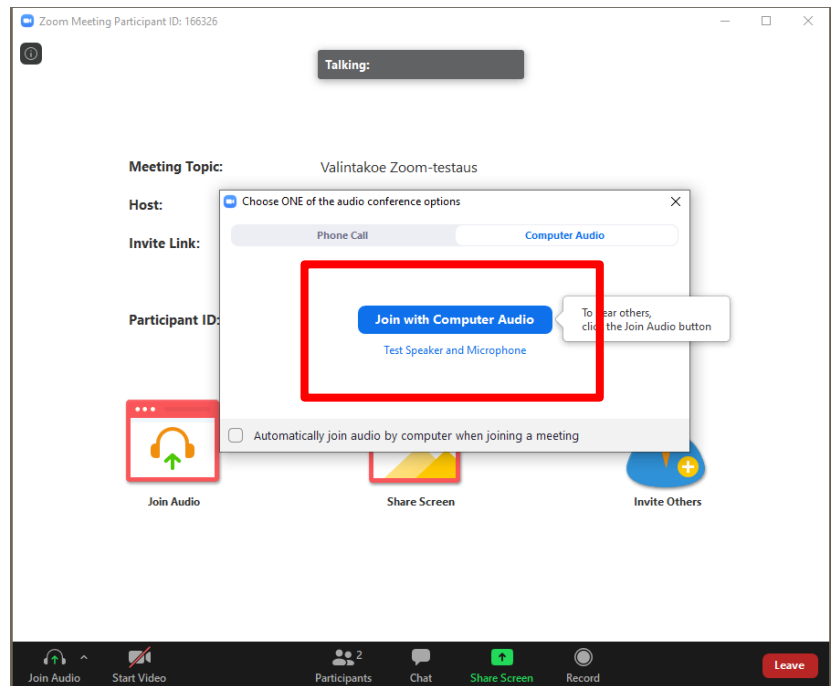 Zoom Meeting Participant ID: 166326
Talking:
Meeting Topic: Valintakoe Zoom-testaus
Host:
Invite Link:
Participant ID:
Choose ONE of the audio conference options
Phone Call Computer Audio
Join with Computer Audio
To hear others,
click the Join Audio button
Test Speaker and Microphone
Automatically join audio by computer when joining a meeting
Join Audio Share Screen Invite Others
2
Join Audio Start Video Participants Chat Share Screen Record Leave